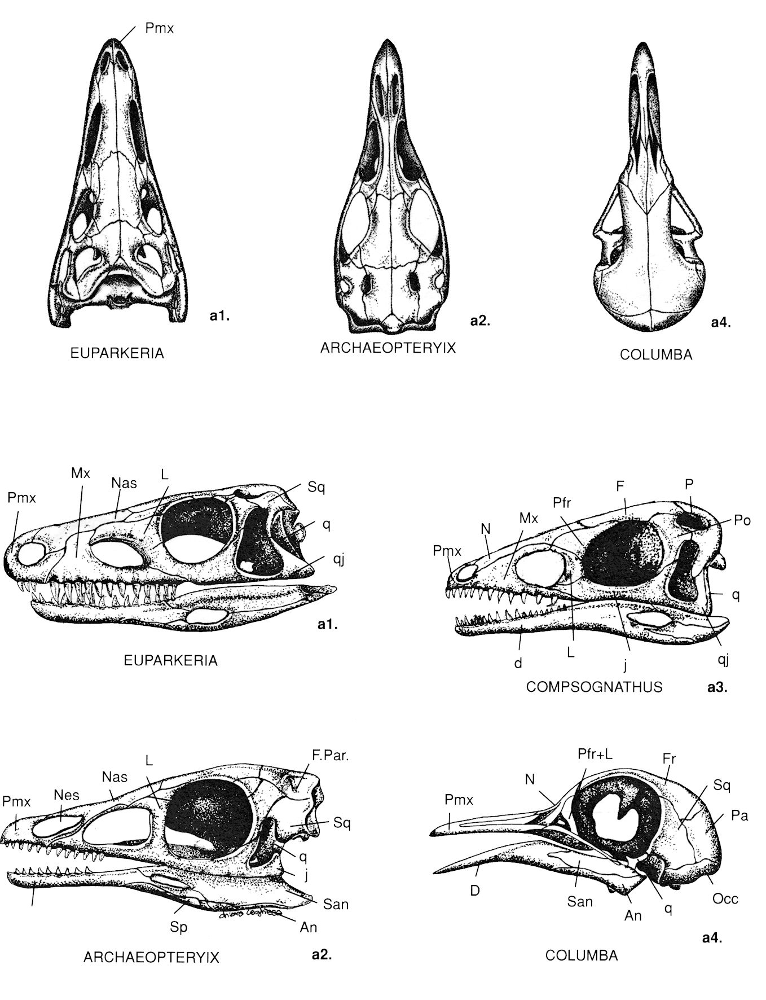 Pmx
a1.
a2.
a4.
EUPARKERIA
ARCHAEOPTERYIX
COLUMBA
Mx
L
Nas
Pmx
Sq
q
qj
a1.
EUPARKERIA
F
P
Pfr
Mx
Po
N
Pmx
q
d
L
j
qj
COMPSOGNATHUS
a3.
L
F.Par.
Nas
Nes
Pmx
Sq
q
j
San
Sp
An
chiara Leghissa
ARCHAEOPTERYIX
a2.
Pfr+L
Fr
N
Sq
Pmx
Pa
D
San
An
q
Occ
a4.
COLUMBA